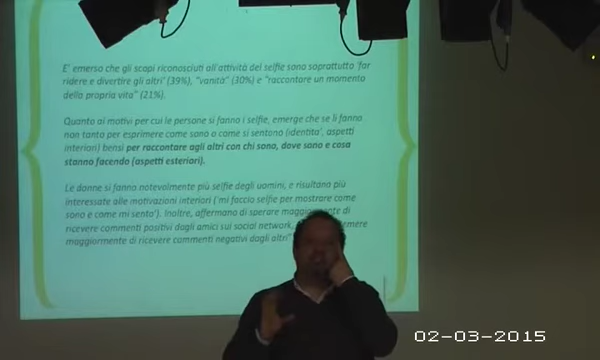 E' emerso che gli scopi riconosciuti all'attività del selfie sono soprattutto 'far
ridere e divertire gli altri' (39%), "vanità" (30%) e "raccontare un momento
della propria vita" (21%).
Quanto ai motivi per cui le persone si fanno i selfie, emerge che se li fanno
non tanto per esprimere come sono o come si sentono (identita', aspetti
interiori) bensì per raccontare agli altri con chi sono, dove sono e cosa
stanno facendo (aspetti esteriori).
Le donne si fanno notevolmente più selfie degli uomini, e risultano più
interessate alle motivazioni interiori ('mi faccio selfie per mostrare come
sono e come mi sento'). Inoltre, affermano di sperare di
ricevere commenti positivi dagli amici sui social network,
maggiormente di ricevere commenti negativi dagli altri"
02-03-2015